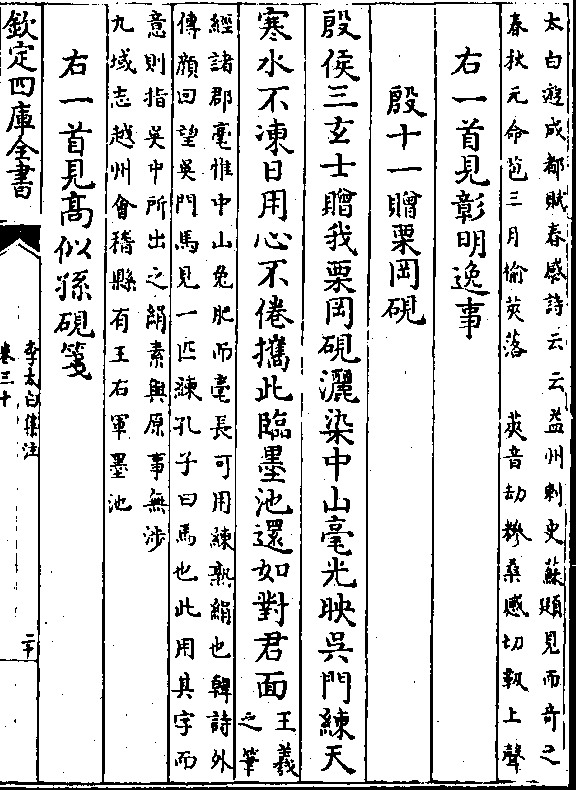 太白遊成都賦春感詩云云益州刺史蘇頲見而奇之
春秋元命苞三月榆莢落　莢音劫糝桑感切軹上聲
右一首見彰明逸事
殷十一贈栗岡硯
殷侯三玄士贈我栗岡硯灑染中山毫光映吳門練天
寒水不凍日用心不倦攜此臨墨池還如對君面
王羲
之筆
經諸郡毫惟中山兔肥而毫長可用練熟絹也韓詩外
傳顏回望吳門馬見一匹練孔子曰馬也此用其字而
意則指吳中所出之絹素與原事無涉
九域志越州會稽縣有王右軍墨池
右一首見高似孫硯箋
欽定四庫全書
李太白集注
卷三十
二十